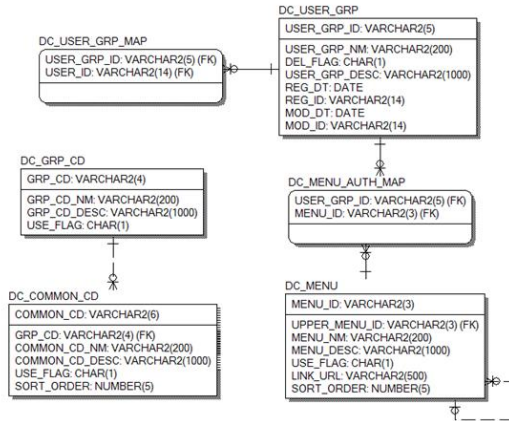 DC_USER_GRP
USER_GRP_ID: VARCHAR2(5)
USER_GRP_NM: VARCHAR2(200)
DEL_FLAG: CHAR(1)
USER_GRP_DESC: VARCHAR2(1000)
REG_DT: DATE
REG_ID: VARCHAR2(14)
MOD_DT: DATE
MOD_ID: VARCHAR2(14)
DC_USER_GRP_MAP
USER_GRP_ID: VARCHAR2(5) (FK)
USER_ID: VARCHAR2(14) (FK)
DC_GRP_CD
GRP_CD: VARCHAR2(4)
GRP_CD_NM: VARCHAR2(200)
GRP_CD_DESC: VARCHAR2(1000)
USE_FLAG: CHAR(1)
DC_MENU_AUTH_MAP
USER_GRP_ID: VARCHAR2(5) (FK)
MENU_ID: VARCHAR2(3) (FK)
DC_COMMON_CD
COMMON_CD: VARCHAR2(6)
GRP_CD: VARCHAR2(4) (FK)
COMMON_CD_NM: VARCHAR2(200)
COMMON_CD_DESC: VARCHAR2(1000)
USE_FLAG: CHAR(1)
SORT_ORDER: NUMBER(5)
DC_MENU
MENU_ID: VARCHAR2(3)
UPPER_MENU_ID: VARCHAR2(3) (FK)
MENU_NM: VARCHAR2(200)
MENU_DESC: VARCHAR2(1000)
USE_FLAG: CHAR(1)
LINK_URL: VARCHAR2(500)
SORT_ORDER: NUMBER(5)